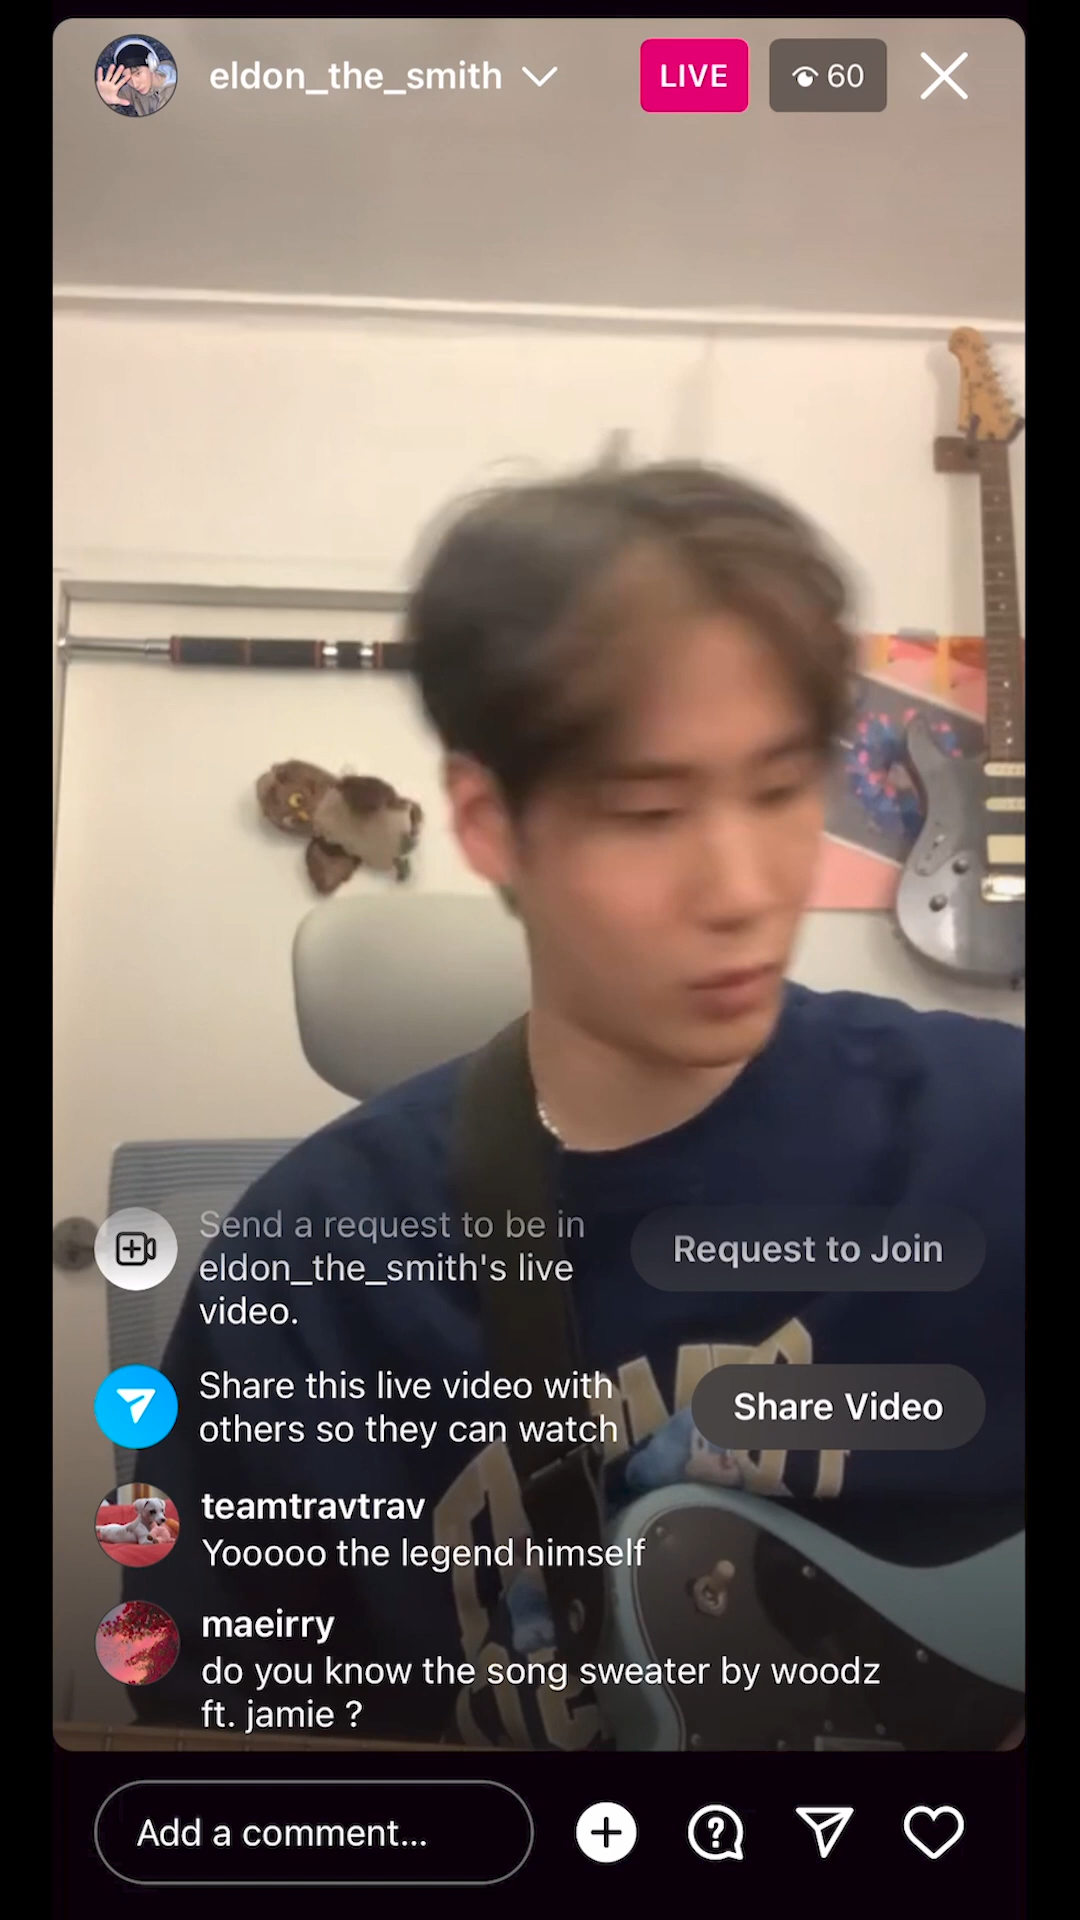 eldon_the_smith
LIVE
60
Send a request to be in
eldon_the_smith's live
video.
Request to Join
Share this live video with
others so they can watch
Share Video
teamtravtrav
Yooooo the legend himself
maeirry
do you know the song sweater by woodz
ft. jamie ?
Add a comment...